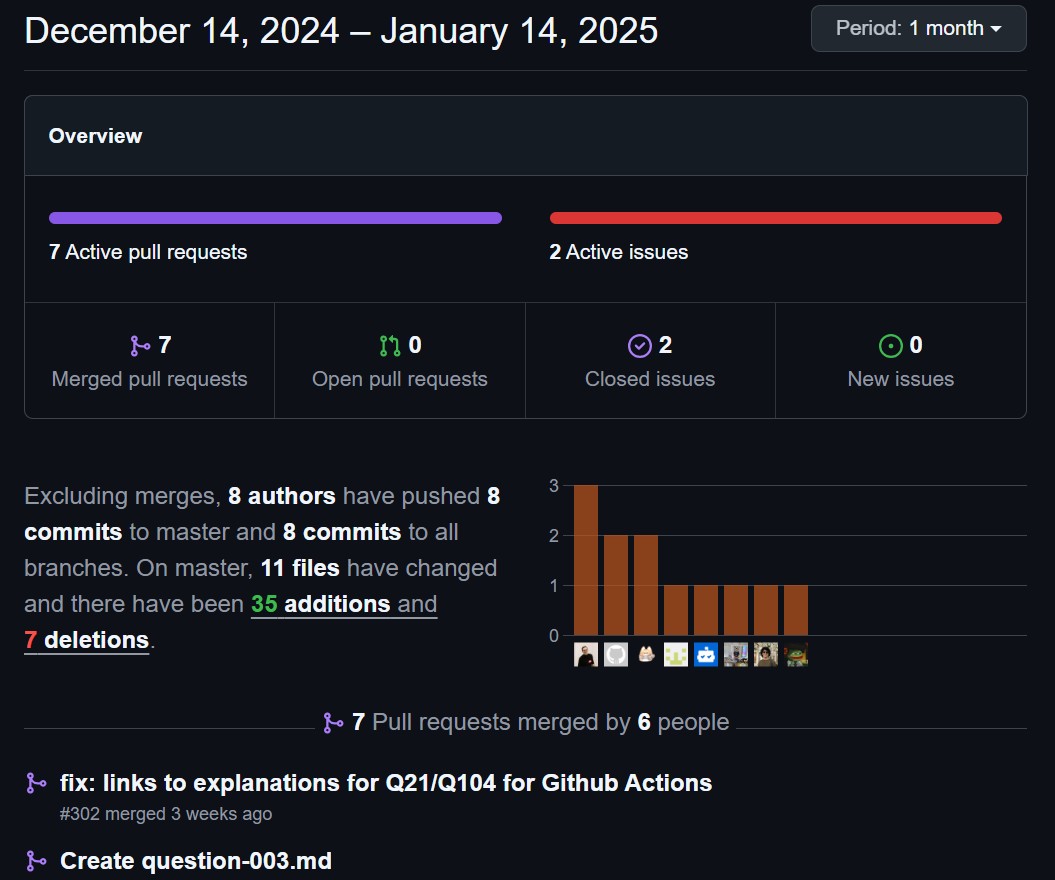 December 14, 2024 – January 14, 2025
Period: 1 month
Overview
7 Active pull requests
2 Active issues
7
Merged pull requests
0
Open pull requests
2
Closed issues
0
New issues
Excluding merges, 8 authors have pushed 8
commits to master and 8 commits to all
branches. On master, 11 files have changed
and there have been 35 additions and
7 deletions.
3
2
1
0
7 Pull requests merged by 6 people
fix: links to explanations for Q21/Q104 for Github Actions
#302 merged 3 weeks ago
Create question-003.md